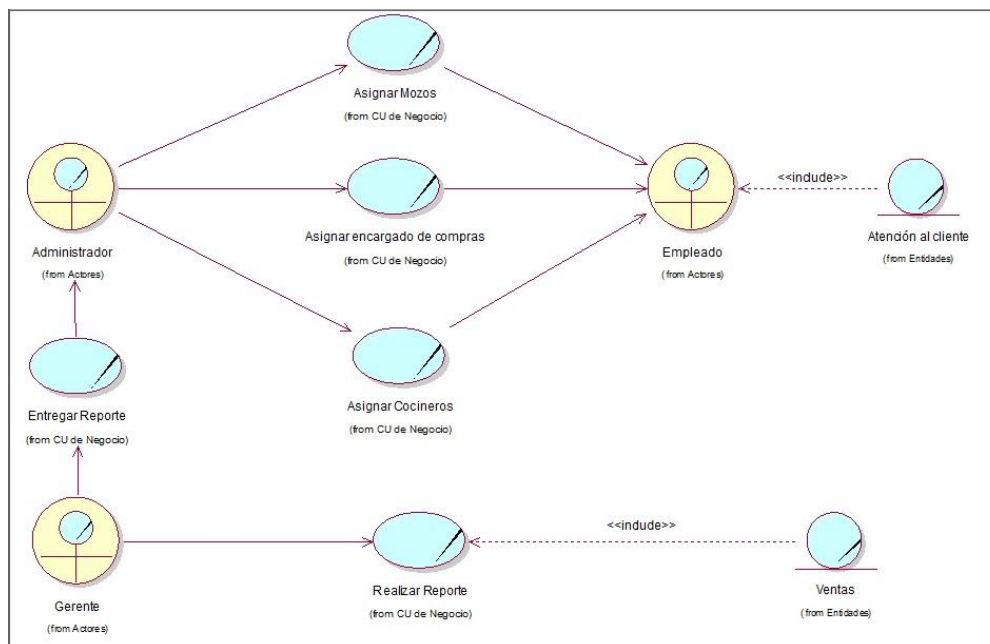 Asignar Mozos
(from CU de Negocio)
<<include>>
Administrador
(from Actores)
Asignar encargado de compras
(from CU de Negocio)
Empleado
(from Actores)
Atención al cliente
(from Entidades)
Entregar Reporte
(from CU de Negocio)
Asignar Cocineros
(from CU de Negocio)
<<include>>
Gerente
(from Actores)
Realizar Reporte
(from CU de Negocio)
Ventas
( from Entidades)